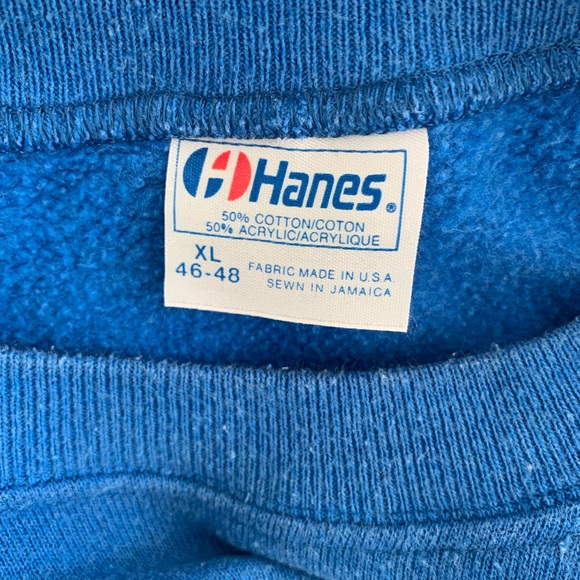 Hanes®
50% COTTON/COTON
50% ACRYLIC/ACRYLIQUE
XL
46-48
FABRIC MADE IN U.S.A.
SEWN IN JAMAICA